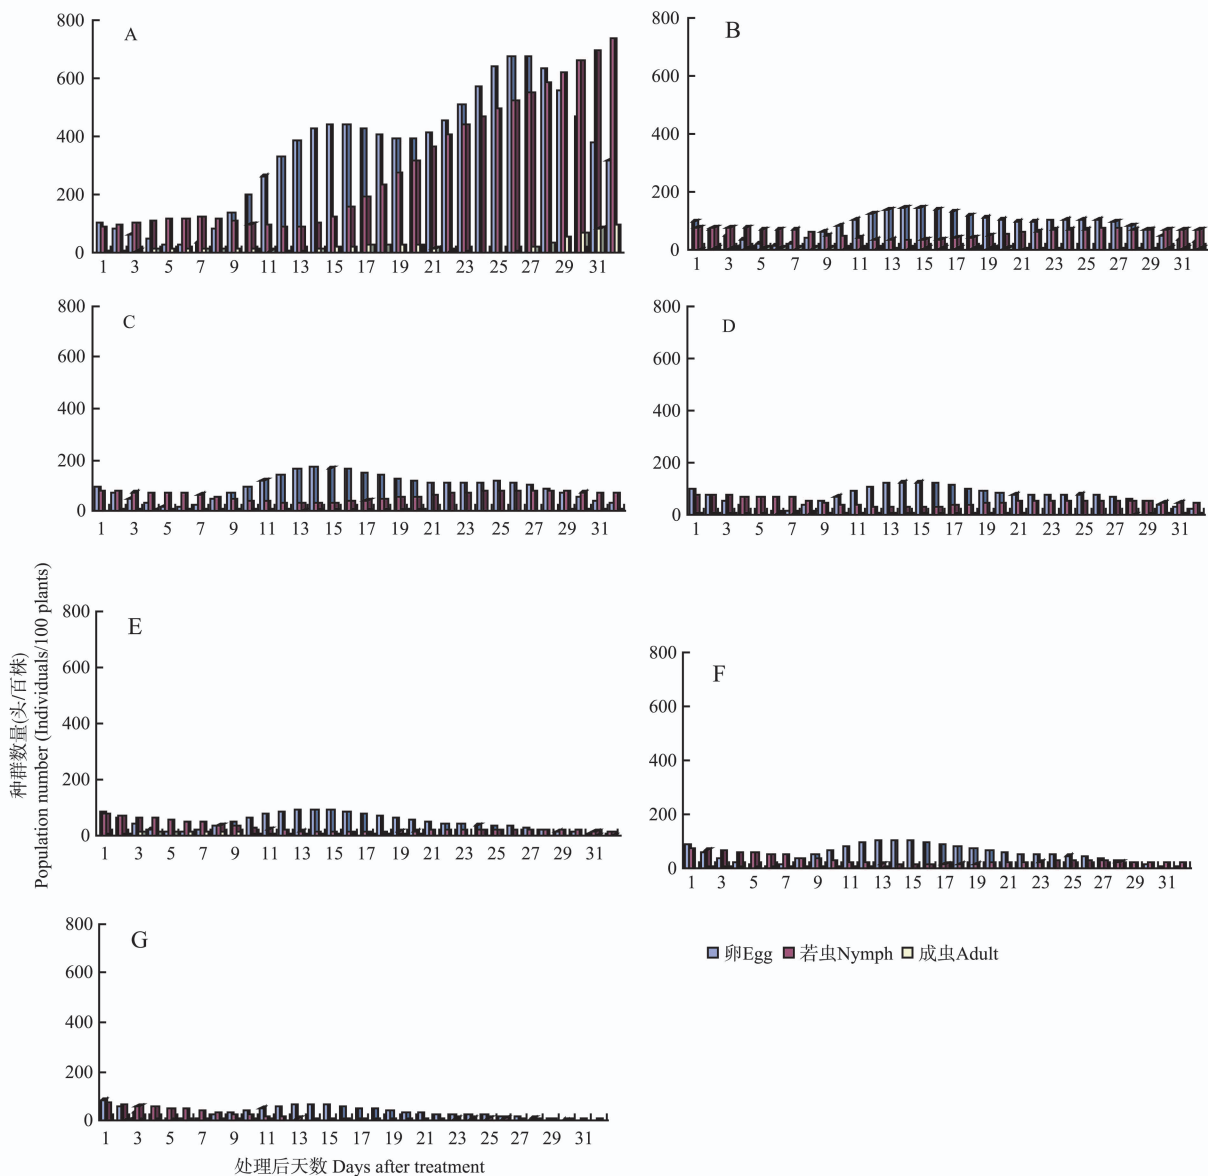 A
800
600
400
200
0
1 3 5 7 9 11 13 15 17 19 21 23 25 27 29 31
B
800
600
400
200
0
1 3 5 7 9 11 13 15 17 19 21 23 25 27 29 31
C
800
600
400
200
0
1 3 5 7 9 11 13 15 17 19 21 23 25 27 29 31
D
800
600
400
200
0
1 3 5 7 9 11 13 15 17 19 21 23 25 27 29 31
种群数量(头/百株)
Population number (Individuals/100 plants)
E
800
600
400
200
0
1 3 5 7 9 11 13 15 17 19 21 23 25 27 29 31
F
800
600
400
200
0
1 3 5 7 9 11 13 15 17 19 21 23 25 27 29 31
G
800
600
400
200
0
1 3 5 7 9 11 13 15 17 19 21 23 25 27 29 31
卵Egg 若虫Nymph 成虫Adult
处理后天数 Days after treatment